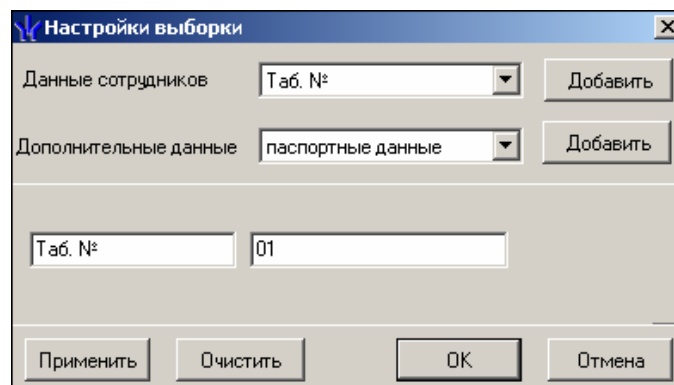 Настройки выборки
Данные сотрудников Таб. № Добавить
Дополнительные данные паспортные данные Добавить
Таб. № 01
Применить Очистить OK Отмена